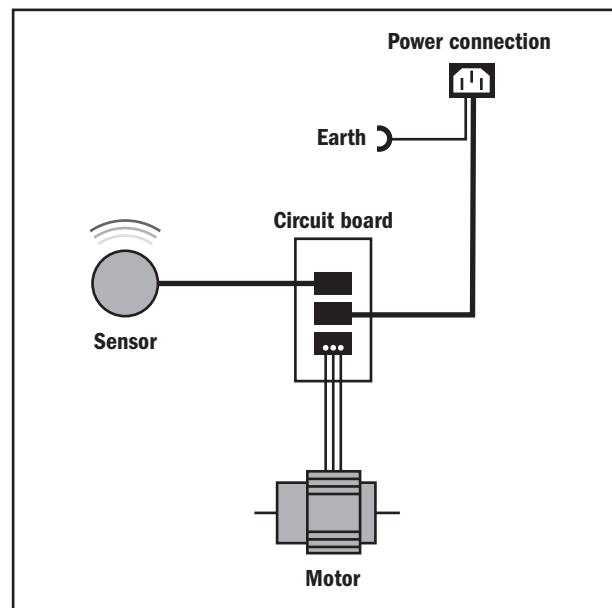 Power connection
Earth
Circuit board
Sensor
Motor